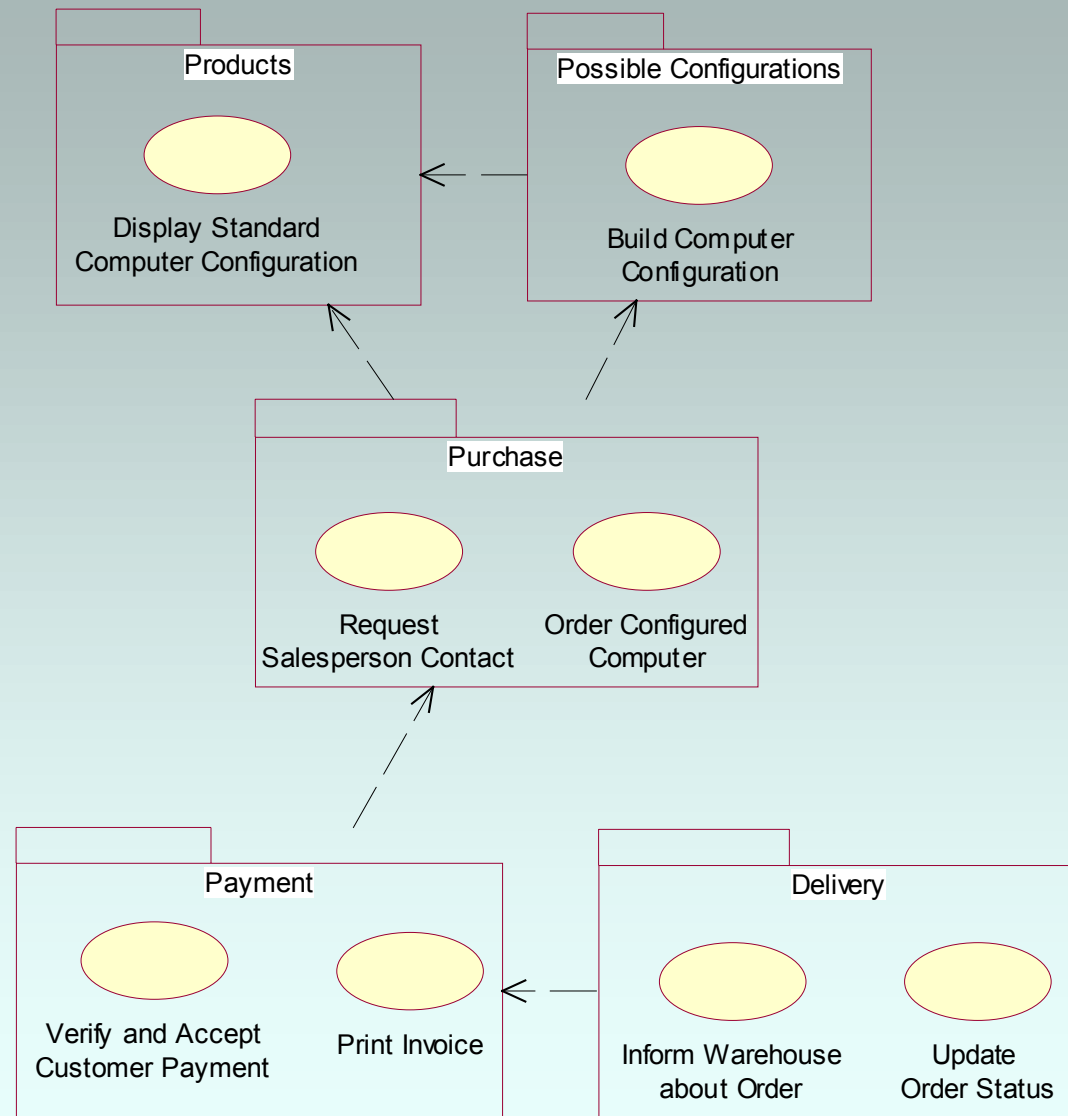 Products
Possible Configurations
Display Standard
Computer Configuration
Build Computer
Configuration
Purchase
Request
Salesperson Contact
Order Configured
Computer
Payment
Delivery
Verify and Accept
Customer Payment
Print Invoice
Inform Warehouse
about Order
Update
Order Status